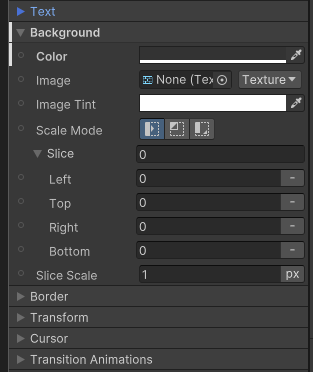 Text
Background
Color
Image None (Tex Texture
Image Tint
Scale Mode
Slice 0
Left 0 -
Top 0 -
Right 0 -
Bottom 0 -
Slice Scale 1 px
Border
Transform
Cursor
Transition Animations